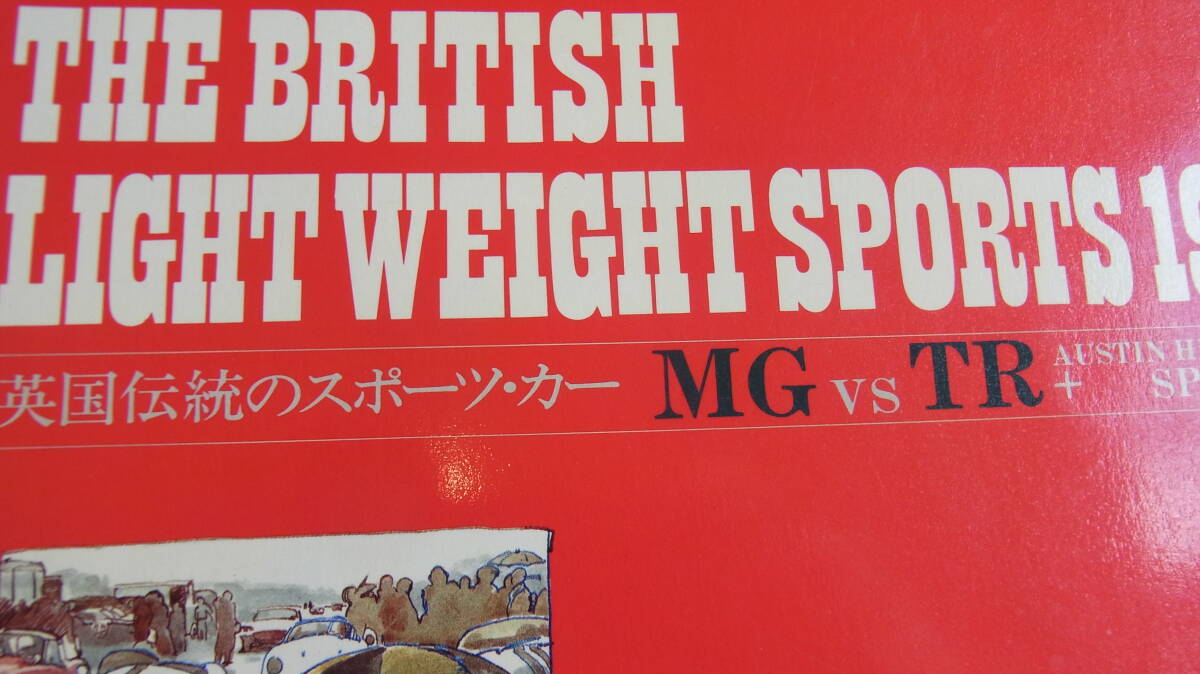 THE BRITISH
LIGHT WEIGHT SPORTS
英国伝統のスポーツ・カー MG VS TR + AUSTIN